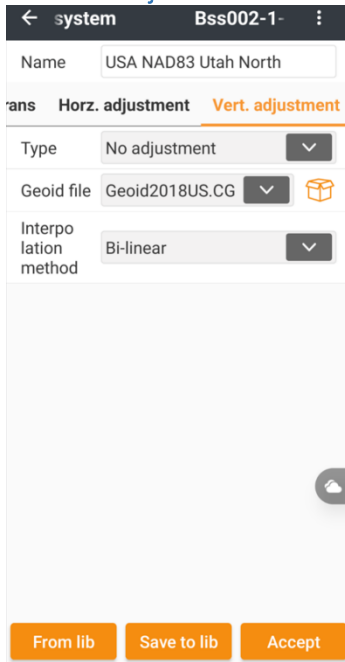 system Bss002-1-
Name USA NAD83 Utah North
rans Horz. adjustment Vert. adjustment
Type No adjustment
Geoid file Geoid2018US.CG
Interpo
lation
method
Bi-linear
From lib Save to lib Accept